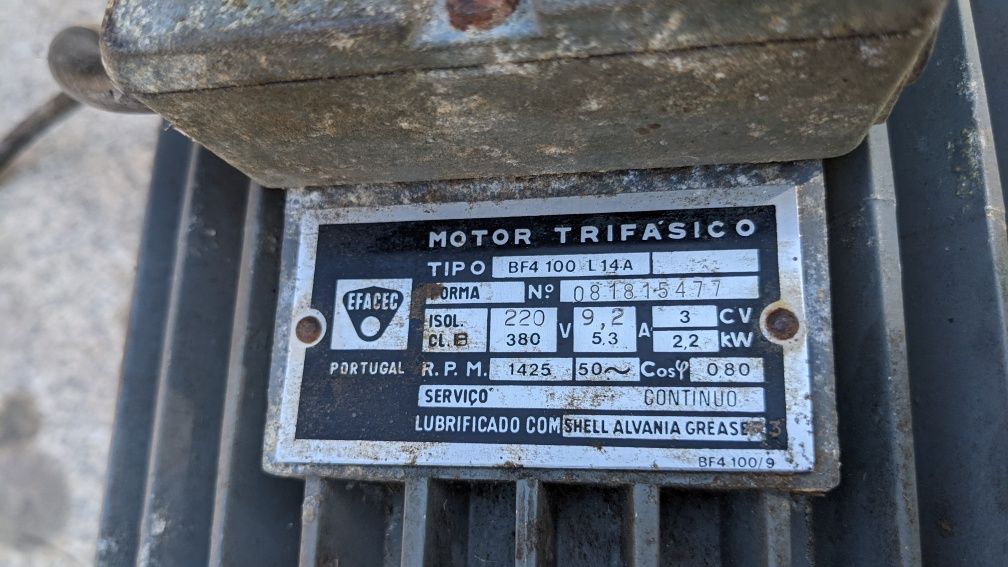 MOTOR TRIFÁSICO
TIPO BF4 100 L14A
FORMA Nº 081815477
EFACEC
PORTUGAL
ISOL. 220 V 9,2 A 3 CV
CL.B 380 5,3 2,2 kW
R.P.M. 1425 50~ Cosφ 0.80
SERVIÇO CONTINUO
LUBRIFICADO COM SHELL ALVANIA GREASE 3
BF4 100/9